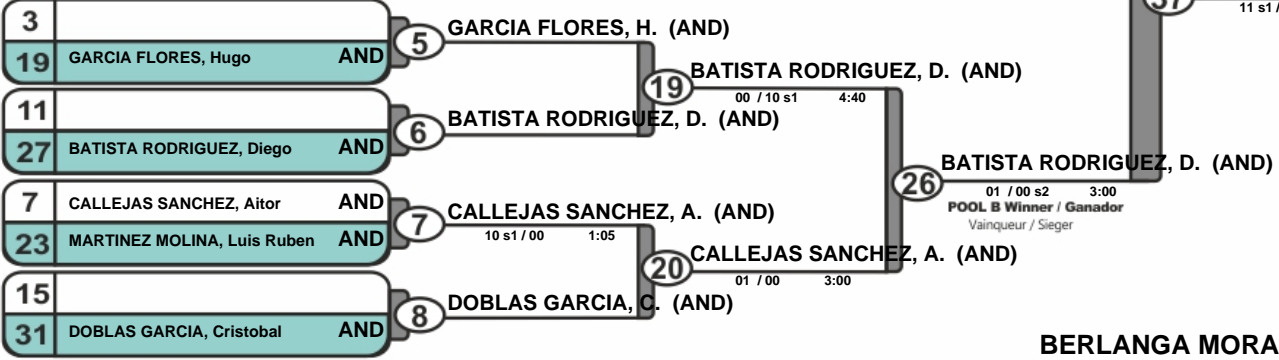 3
19 GARCIA FLORES, Hugo AND
5
GARCIA FLORES, H. (AND)
11
27 BATISTA RODRIGUEZ, Diego AND
6
BATISTA RODRIGUEZ, D. (AND)
19
BATISTA RODRIGUEZ, D. (AND)
00 / 10 s1 4:40
7 CALLEJAS SANCHEZ, Aitor AND
23 MARTINEZ MOLINA, Luis Ruben AND
7
CALLEJAS SANCHEZ, A. (AND)
10 s1 / 00 1:05
15
31 DOBLAS GARCIA, Cristobal AND
8
DOBLAS GARCIA, C. (AND)
20
CALLEJAS SANCHEZ, A. (AND)
01 / 00 3:00
26
BATISTA RODRIGUEZ, D. (AND)
01 / 00 s2 3:00
POOL B Winner / Ganador
Vainqueur / Sieger
37
11 s1 /
BERLANGA MORA